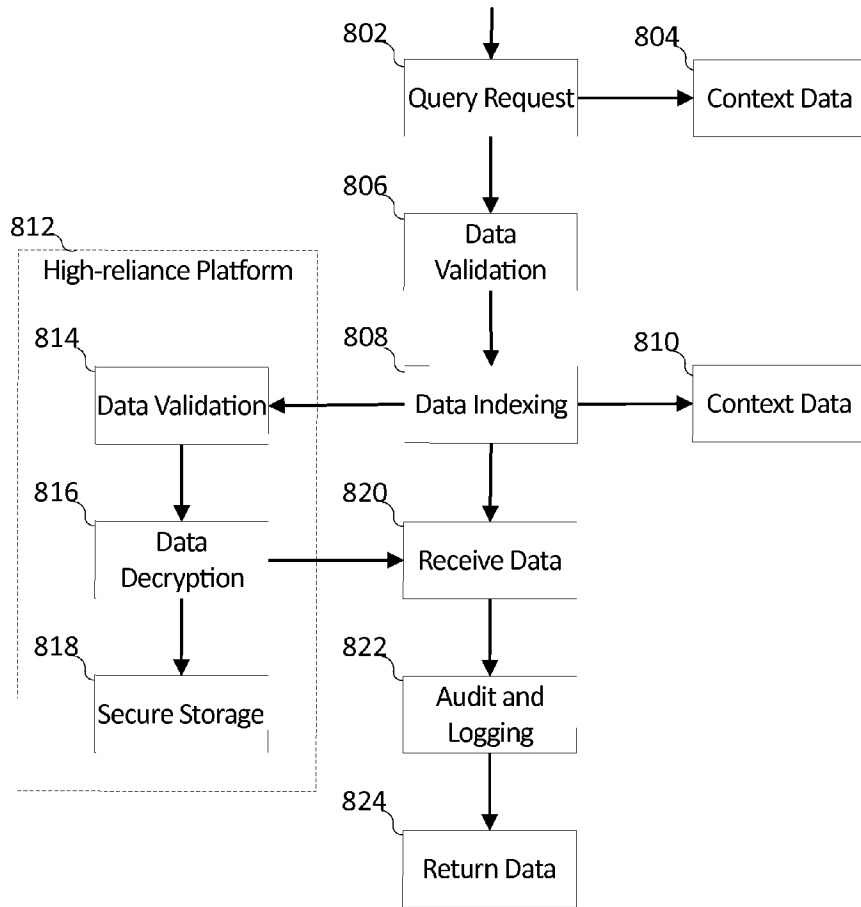 802
Query Request
804
Context Data
806
Data
Validation
812
High-reliance Platform
814
Data Validation
808
Data Indexing
810
Context Data
816
Data
Decryption
820
Receive Data
818
Secure Storage
822
Audit and
Logging
824
Return Data